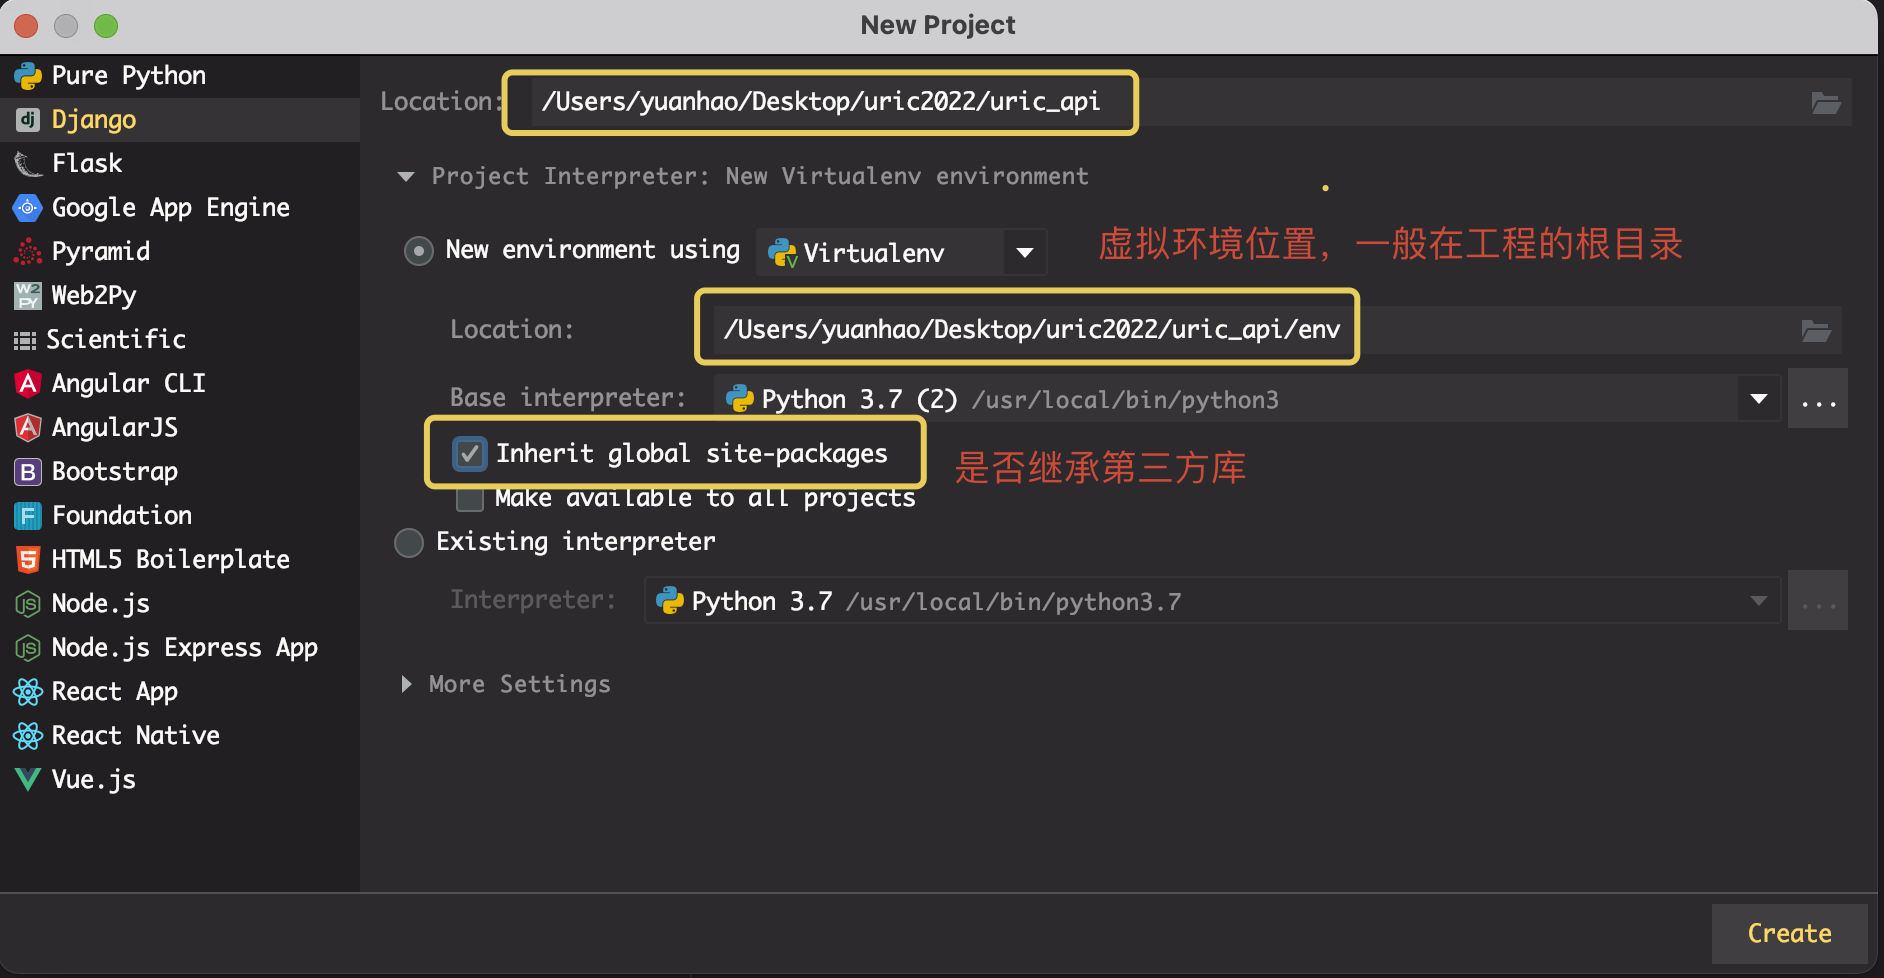 New Project
Pure Python
Django
Flask
Google App Engine
Pyramid
Web2Py
Scientific
Angular CLI
AngularJS
Bootstrap
Foundation
HTML5 Boilerplate
Node.js
Node.js Express App
React App
React Native
Vue.js
Location: /Users/yuanhao/Desktop/uric2022/uric_api
Project Interpreter: New Virtualenv environment
New environment using Virtualenv
虚拟环境位置，一般在工程的根目录
Location: /Users/yuanhao/Desktop/uric2022/uric_api/env
Base interpreter: Python 3.7 (2) /usr/local/bin/python3 ...
Inherit global site-packages
是否继承第三方库
Make available to all projects
Existing interpreter
Interpreter: Python 3.7 /usr/local/bin/python3.7 ...
More Settings
Create